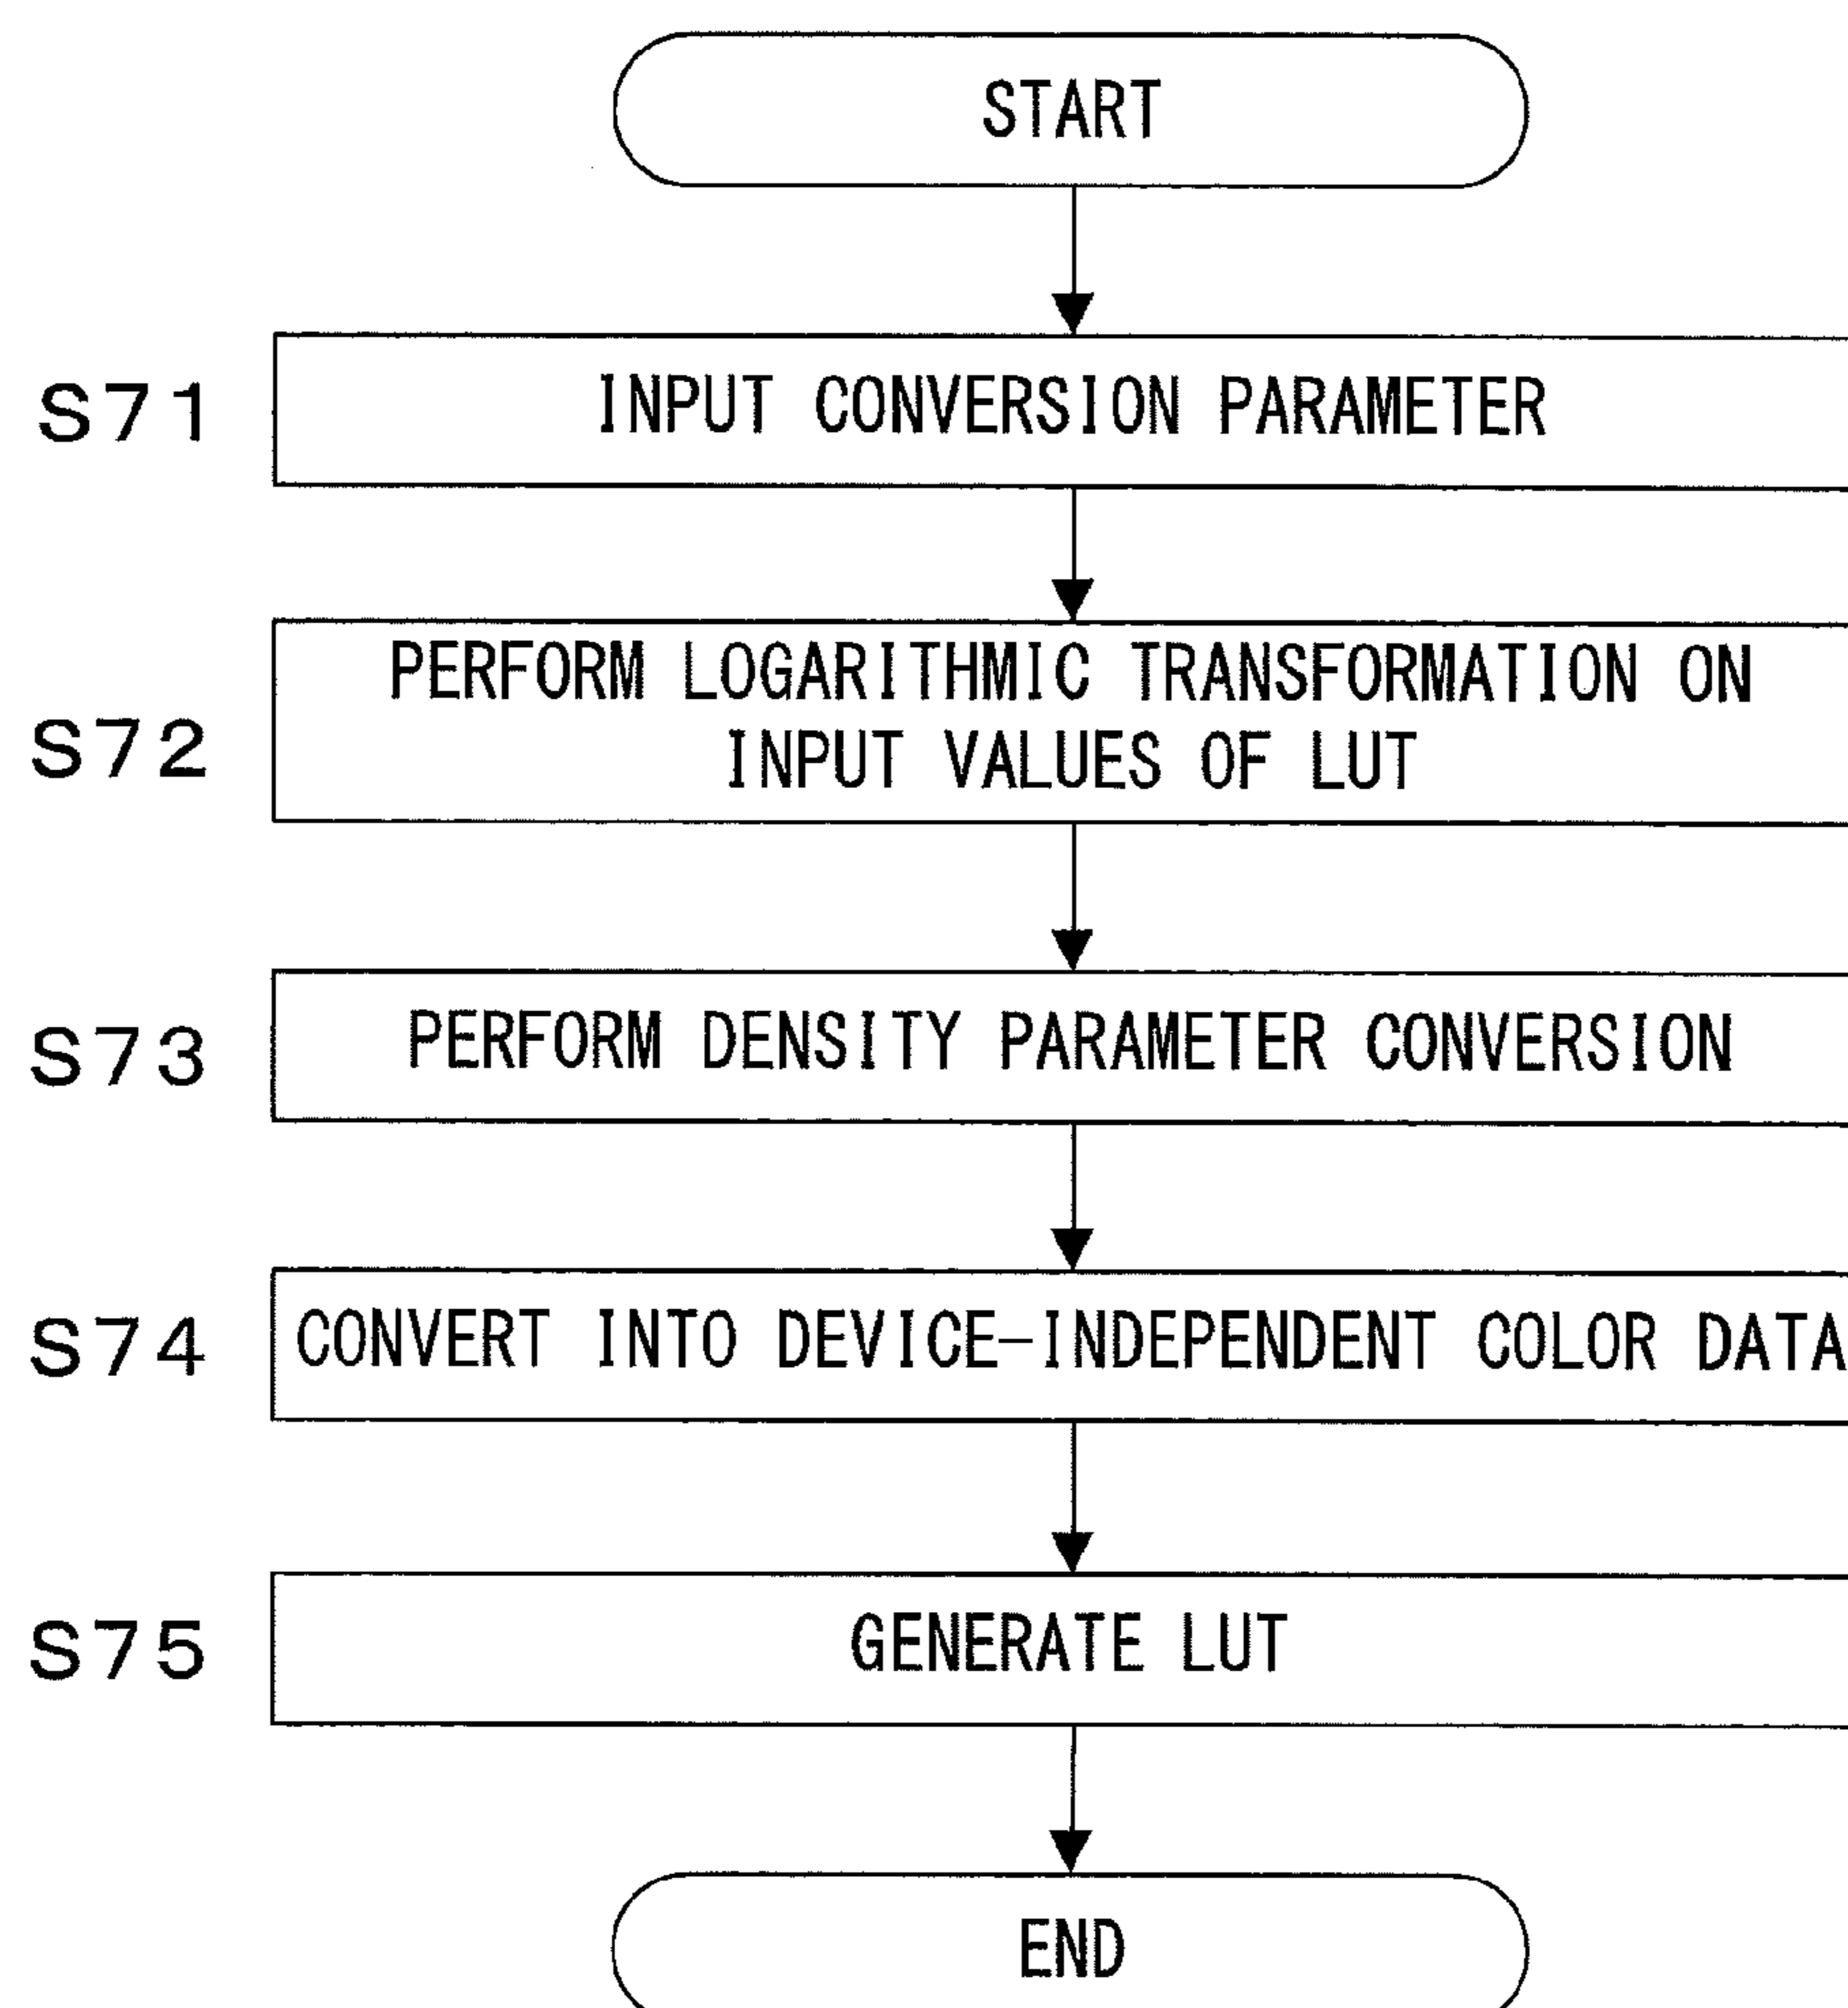 START
S71
INPUT CONVERSION PARAMETER
S72
PERFORM LOGARITHMIC TRANSFORMATION ON
INPUT VALUES OF LUT
S73
PERFORM DENSITY PARAMETER CONVERSION
S74
CONVERT INTO DEVICE-INDEPENDENT COLOR DATA
S75
GENERATE LUT
END